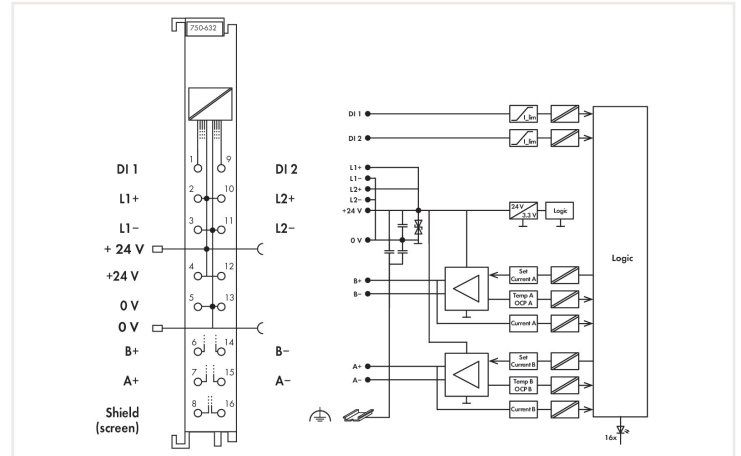 750-632
1 9
DI 1 DI 2
2 10
L1+ L2+
3 11
L1− L2−
+ 24 V
4 12
+24 V
5 13
0 V
0 V
6 14
B+ B−
7 15
A+ A−
8 16
Shield
(screen)
DI 1
I_lim
DI 2
I_lim
L1+
L1−
L2+
L2−
+24 V
24 V
3.3 V
Logic
0 V
Logic
B+
B−
Set
Current A
Temp A
OCP A
Current A
A+
A−
Set
Current B
Temp B
OCP B
Current B
16x